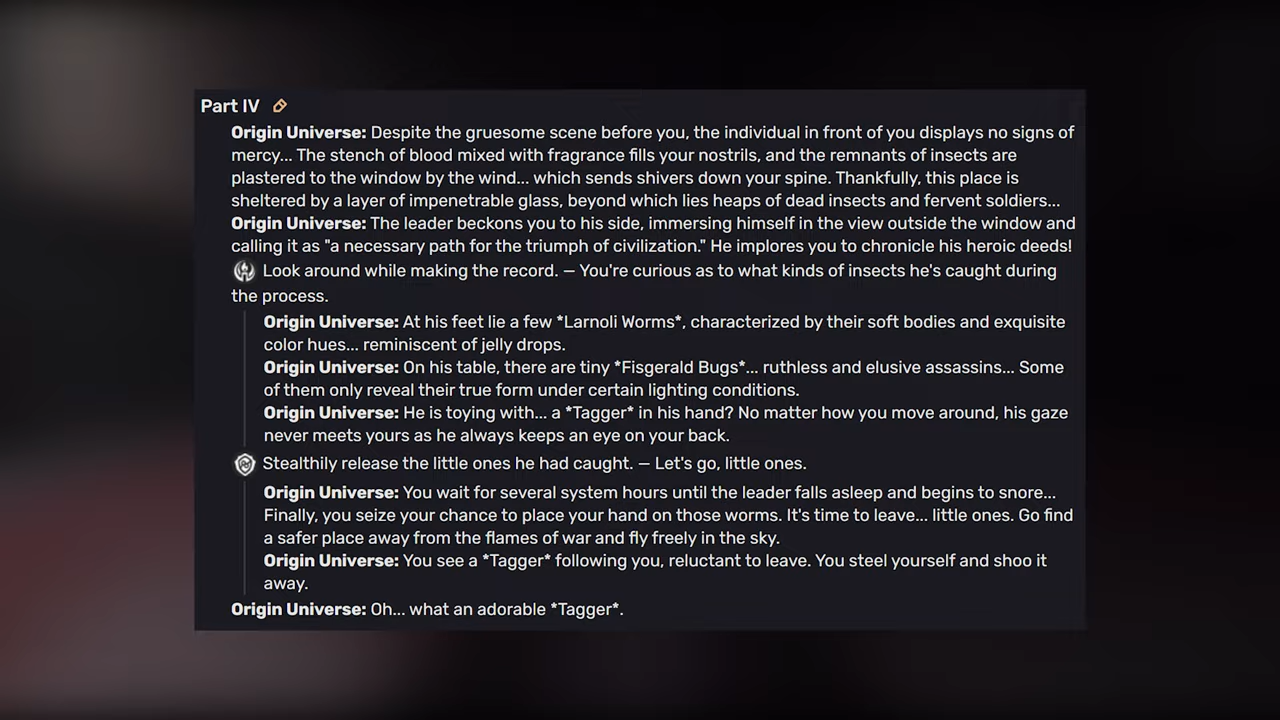 Part IV
Origin Universe: Despite the gruesome scene before you, the individual in front of you displays no signs of
mercy... The stench of blood mixed with fragrance fills your nostrils, and the remnants of insects are
plastered to the window by the wind... which sends shivers down your spine. Thankfully, this place is
sheltered by a layer of impenetrable glass, beyond which lies heaps of dead insects and fervent soldiers...
Origin Universe: The leader beckons you to his side, immersing himself in the view outside the window and
calling it as "a necessary path for the triumph of civilization." He implores you to chronicle his heroic deeds!
Look around while making the record. — You're curious as to what kinds of insects he's caught during
the process.
Origin Universe: At his feet lie a few *Larnoli Worms*, characterized by their soft bodies and exquisite
color hues... reminiscent of jelly drops.
Origin Universe: On his table, there are tiny *Fisgerald Bugs*... ruthless and elusive assassins... Some
of them only reveal their true form under certain lighting conditions.
Origin Universe: He is toying with... a *Tagger* in his hand? No matter how you move around, his gaze
never meets yours as he always keeps an eye on your back.
Stealthily release the little ones he had caught. — Let's go, little ones.
Origin Universe: You wait for several system hours until the leader falls asleep and begins to snore...
Finally, you seize your chance to place your hand on those worms. It's time to leave... little ones. Go find
a safer place away from the flames of war and fly freely in the sky.
Origin Universe: You see a *Tagger* following you, reluctant to leave. You steel yourself and shoo it
away.
Origin Universe: Oh... what an adorable *Tagger*.